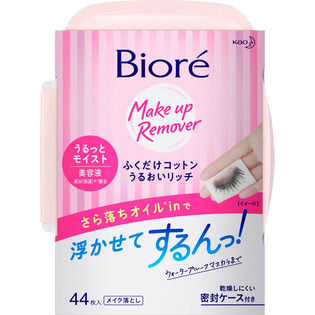 Kao
Bioré
Make up
Remover
うるっと
モイスト
美容液
ふくだけコットン
うるおいリッチ
(イメージ)
さら落ちオイル*inで
浮かせてするんっ!
ウォータープルーフマスカラまで
44枚入
メイク落とし
乾燥しにくい
密封ケース付き